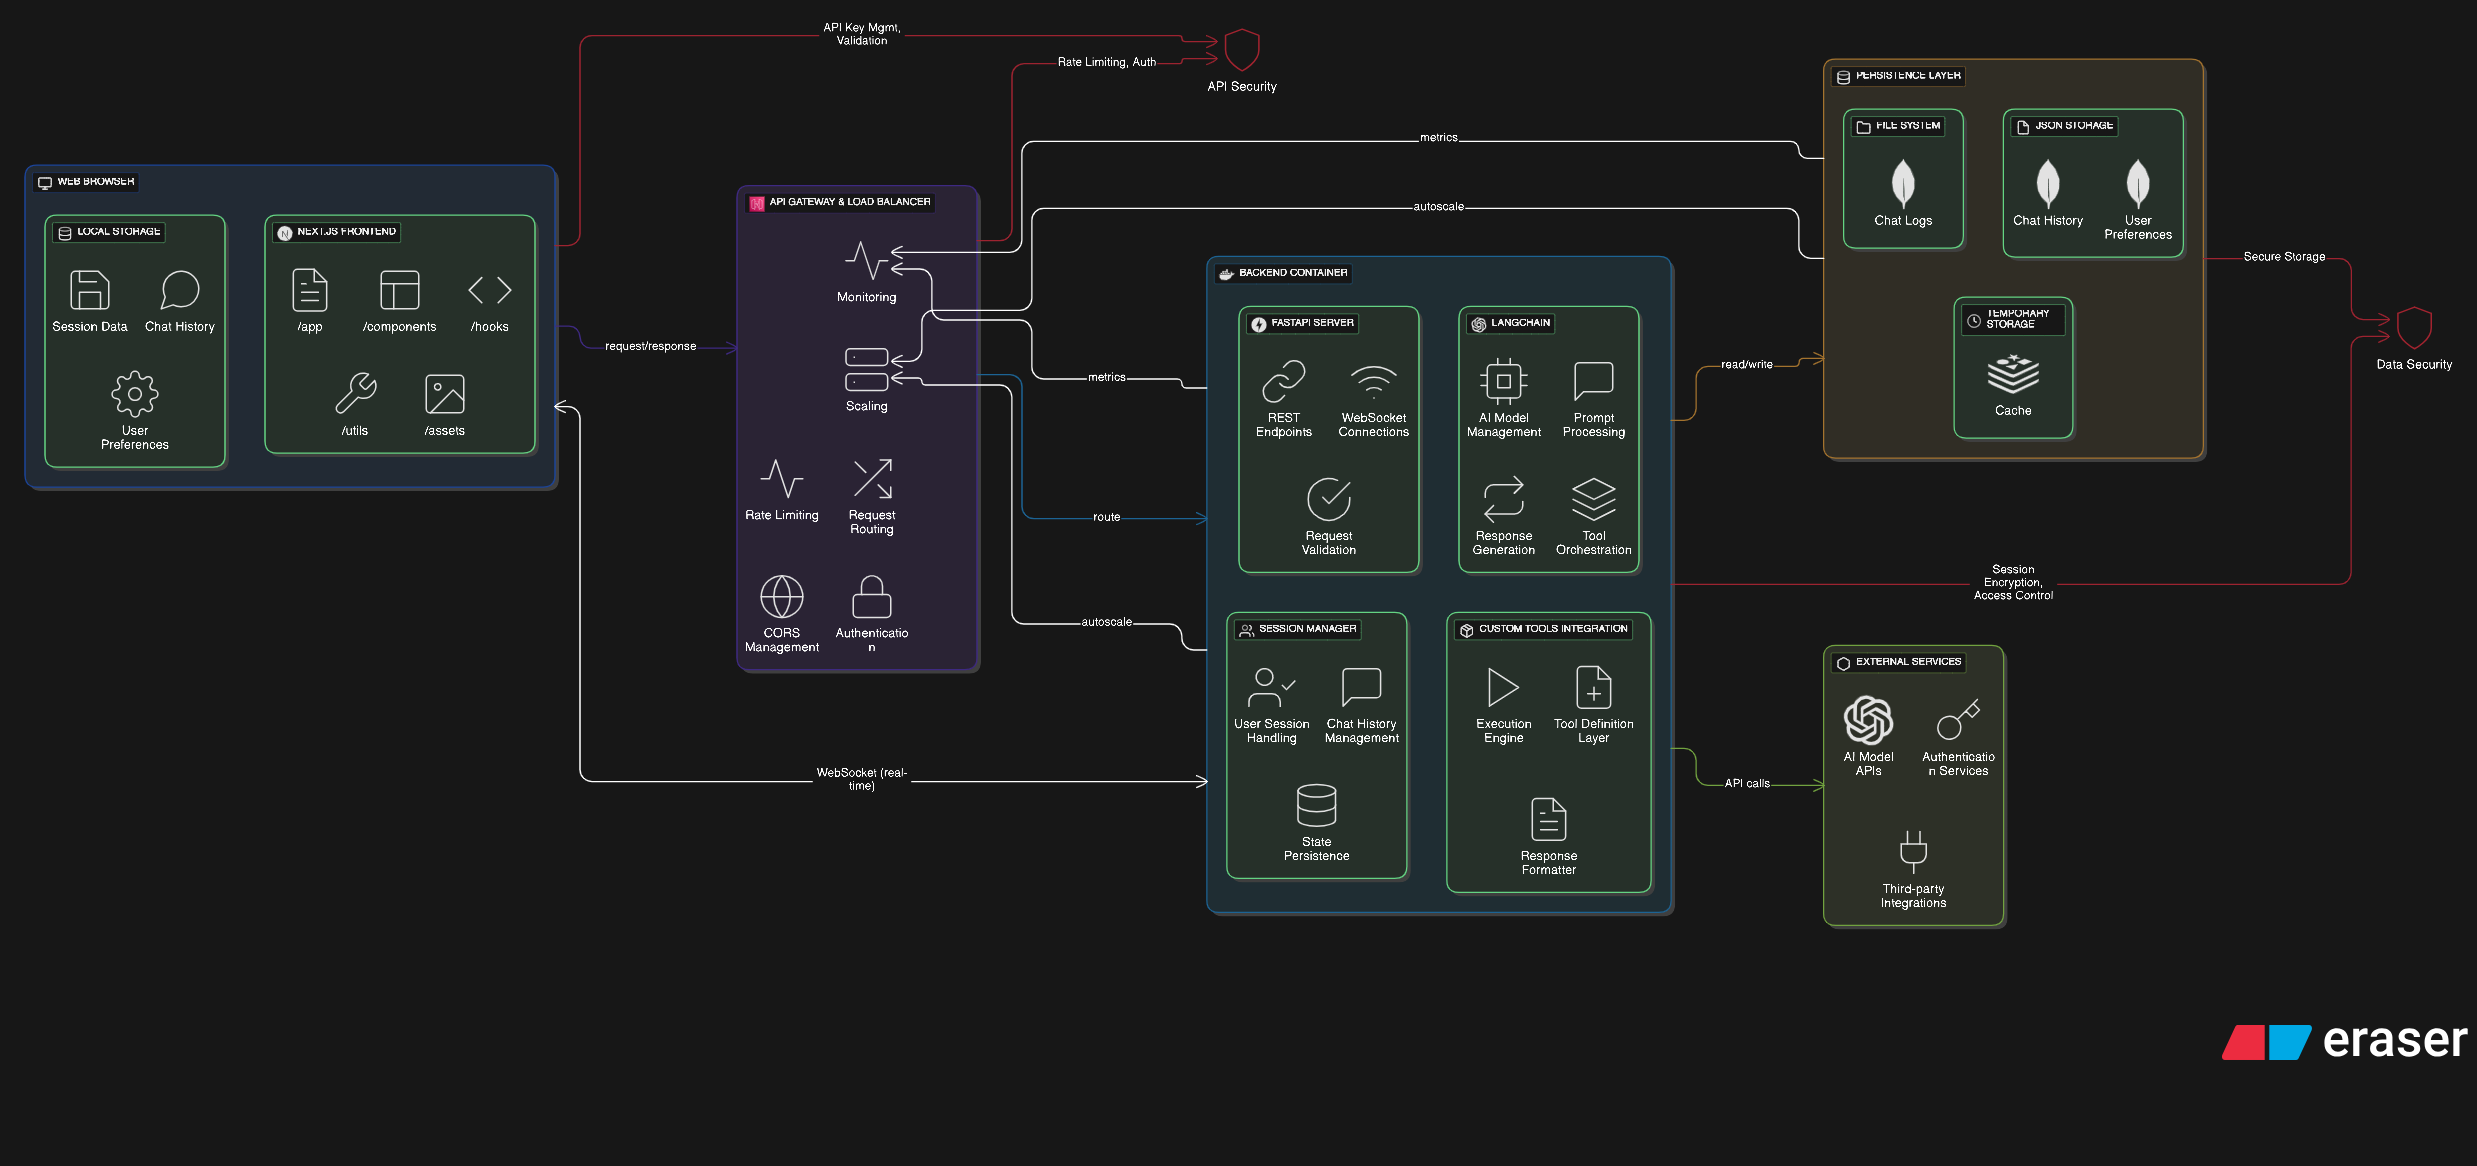 API Key Mgmt,
Validation
Rate Limiting, Auth
API Security
WEB BROWSER
LOCAL STORAGE
Session Data
Chat History
User
Preferences
NEXT.JS FRONTEND
/app
/components
/hooks
/utils
/assets
request/response
API GATEWAY & LOAD BALANCER
Monitoring
Scaling
Rate Limiting
Request
Routing
CORS
Management
Authenticatio
n
metrics
autoscale
metrics
route
autoscale
WebSocket (real-
time)
BACKEND CONTAINER
FASTAPI SERVER
REST
Endpoints
WebSocket
Connections
Request
Validation
LANGCHAIN
AI Model
Management
Prompt
Processing
Response
Generation
Tool
Orchestration
SESSION MANAGER
User Session
Handling
Chat History
Management
State
Persistence
CUSTOM TOOLS INTEGRATION
Execution
Engine
Tool Definition
Layer
Response
Formatter
read/write
Session
Encryption,
Access Control
API calls
PERSISTENCE LAYER
FILE SYSTEM
Chat Logs
JSON STORAGE
Chat History
User
Preferences
TEMPORARY
STORAGE
Cache
Secure Storage
Data Security
EXTERNAL SERVICES
AI Model
APIs
Authenticatio
n Services
Third-party
Integrations
eraser